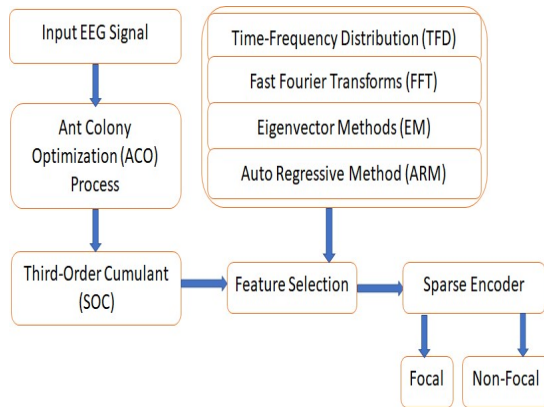 Input EEG Signal
Ant Colony
Optimization (ACO)
Process
Third-Order Cumulant
(SOC)
Time-Frequency Distribution (TFD)
Fast Fourier Transforms (FFT)
Eigenvector Methods (EM)
Auto Regressive Method (ARM)
Feature Selection
Sparse Encoder
Focal
Non-Focal